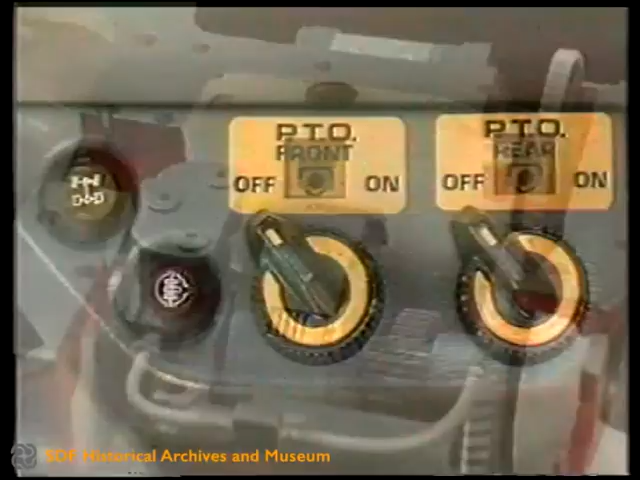 P.T.O.
FRONT
OFF
ON
P.T.O.
REAR
OFF
ON
SDF Historical Archives and Museum